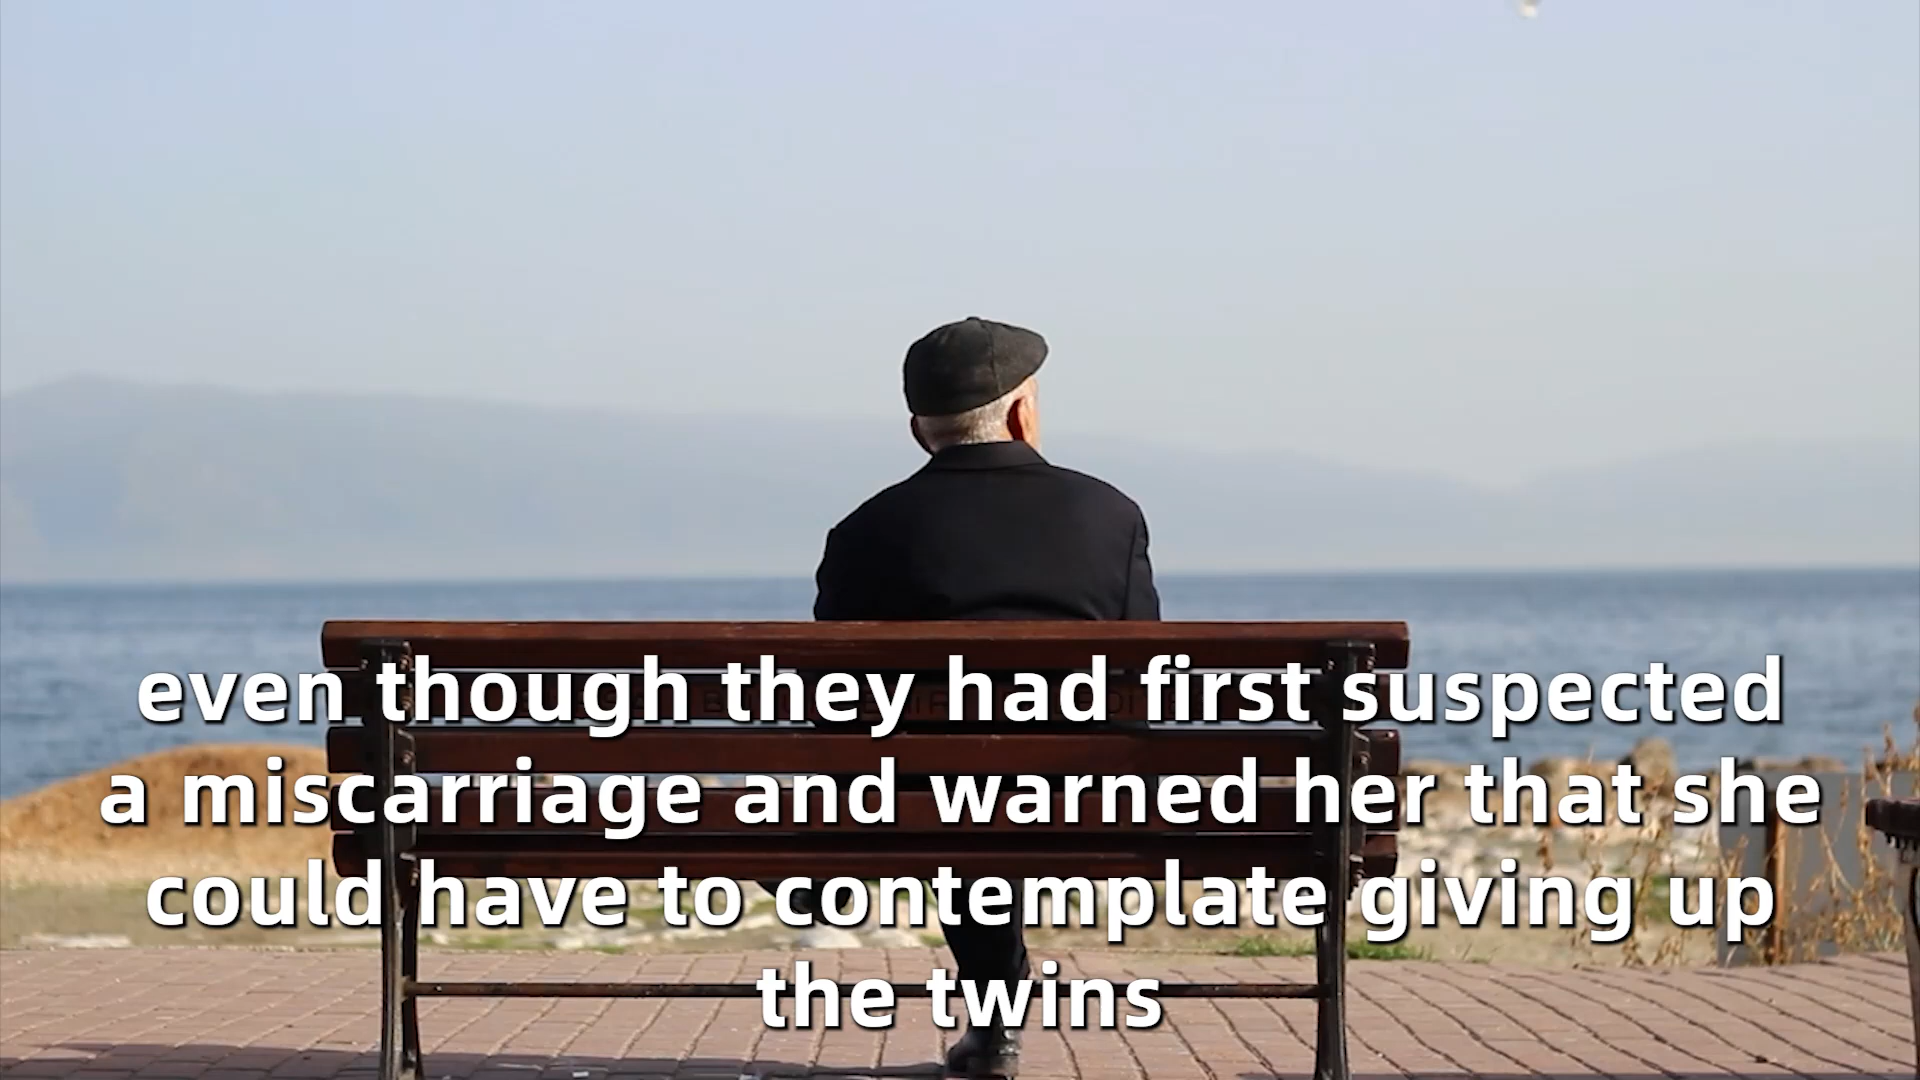 even though they had first suspected
a miscarriage and warned her that she
could have to contemplate giving up
the twins